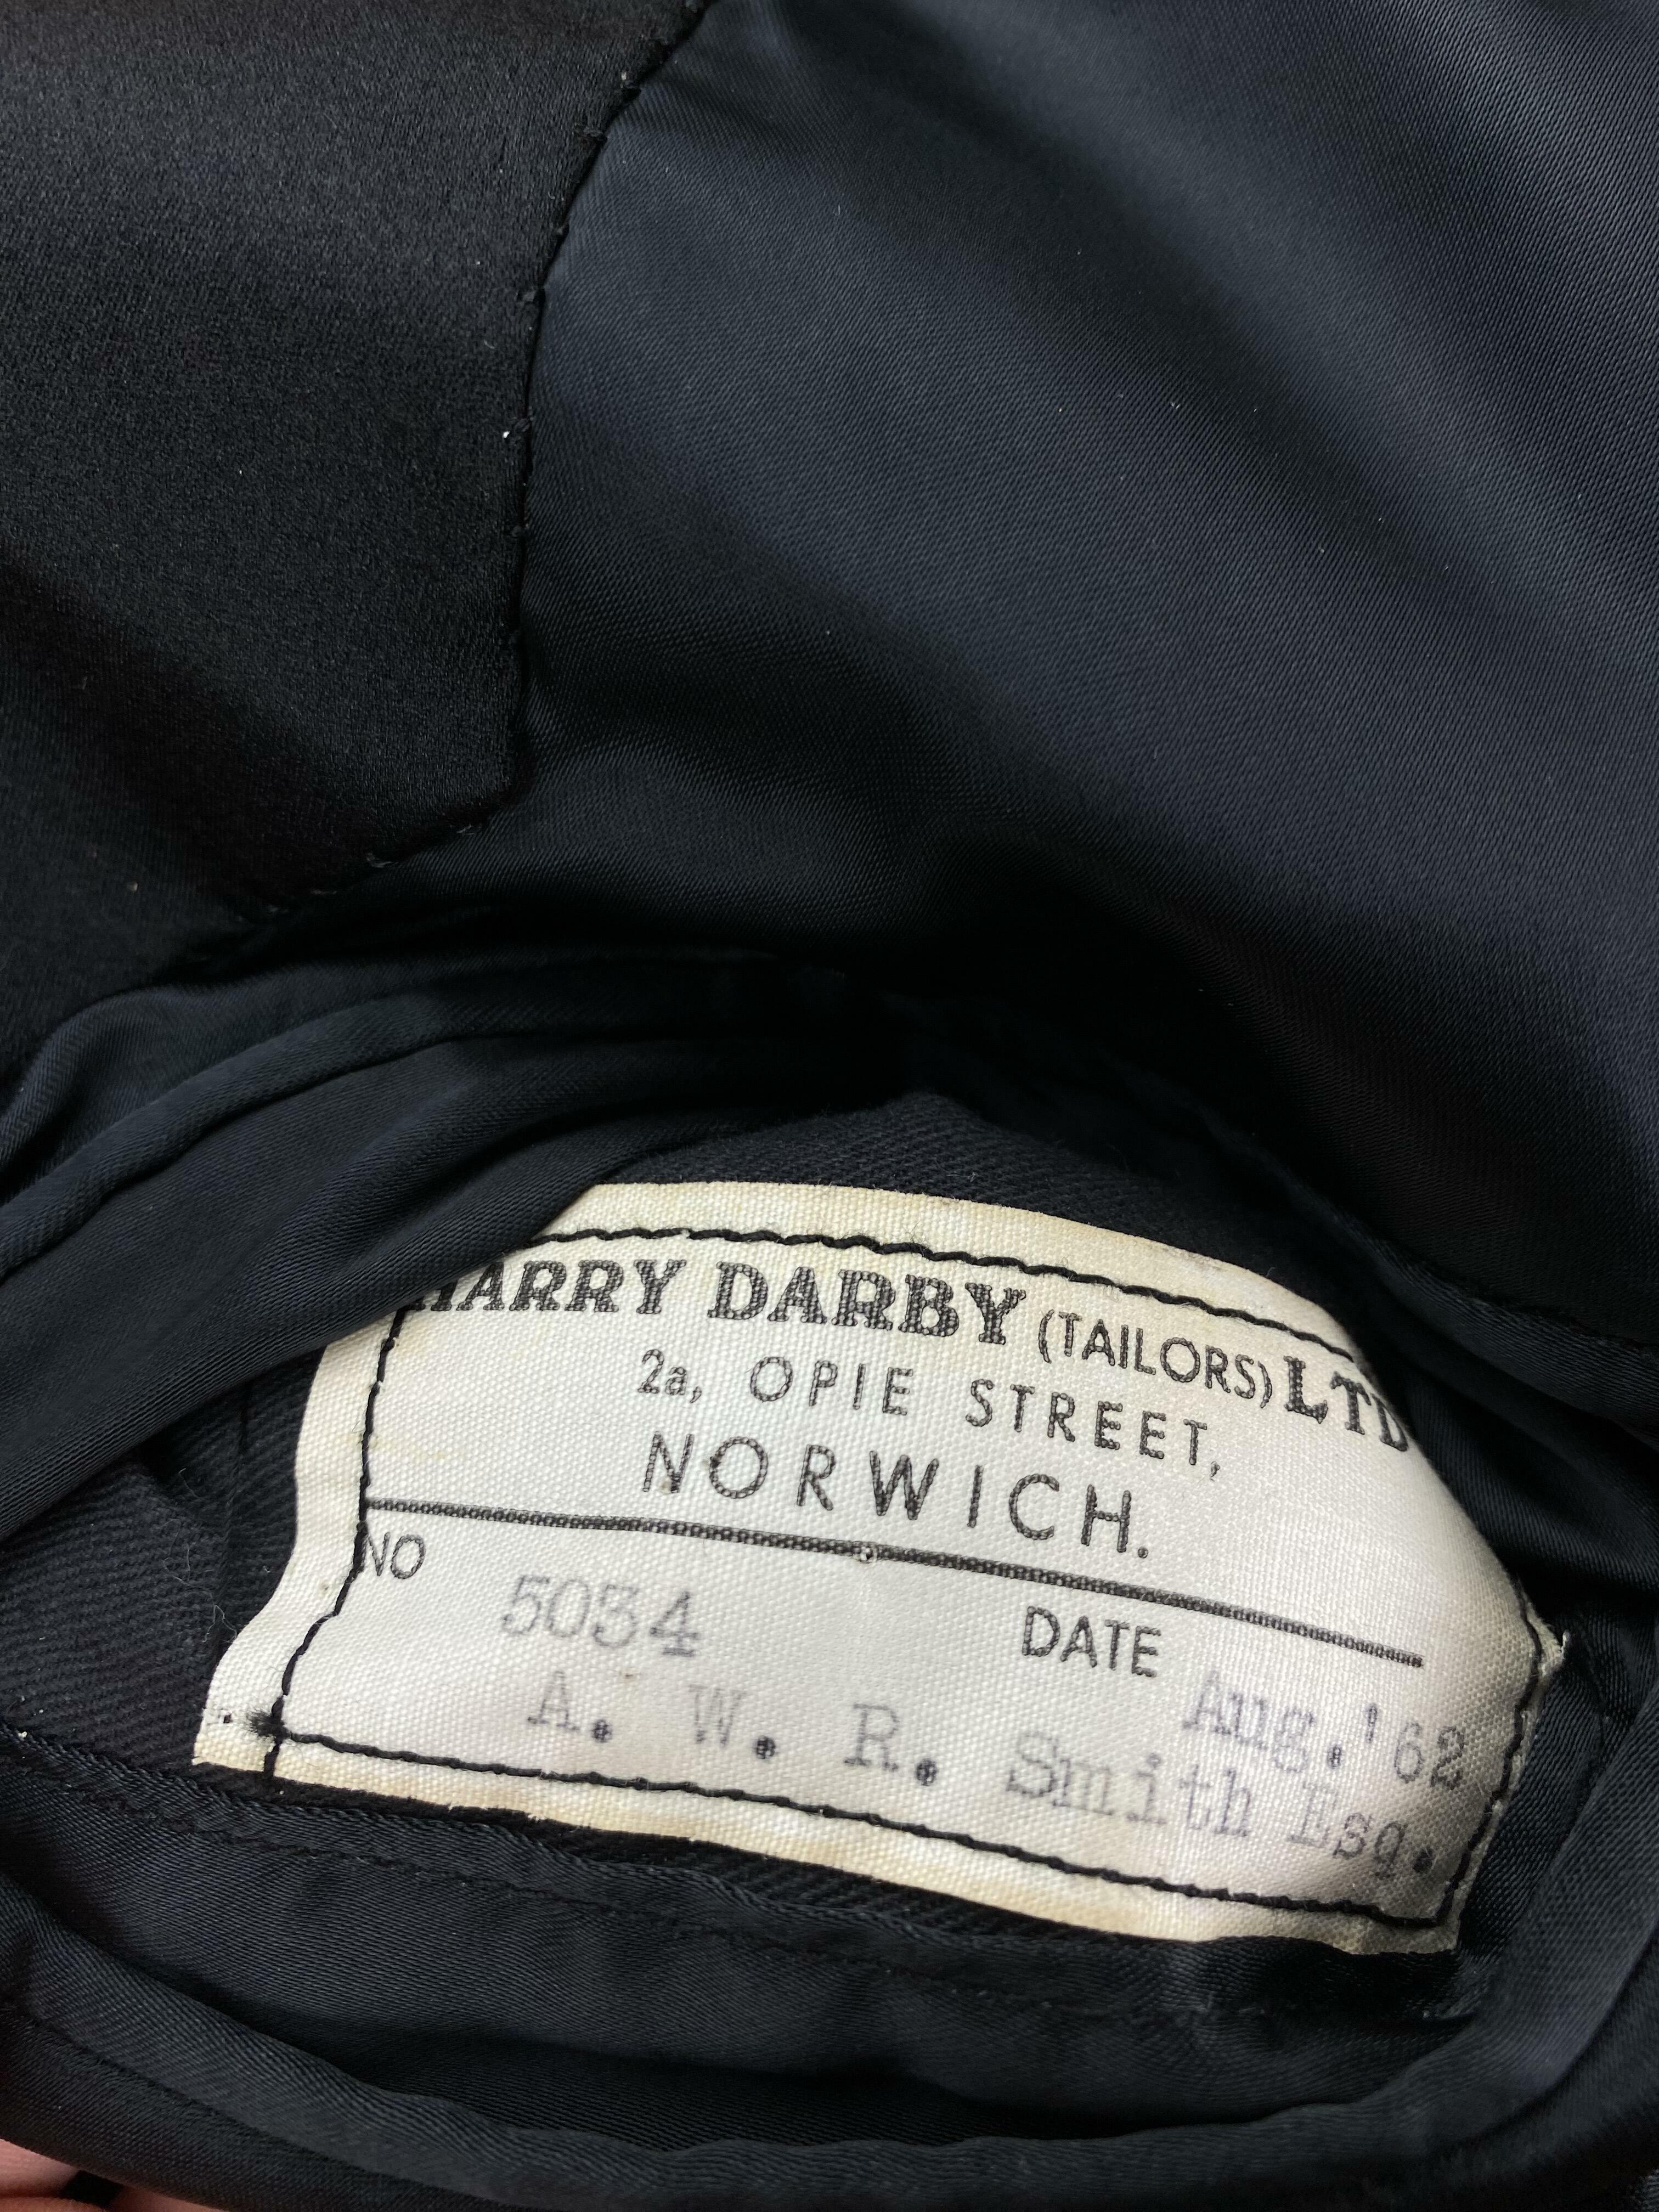 HARRY DARBY (TAILORS) LTD
2a, OPIE STREET,
NORWICH.
NO 5034 DATE Aug.'62
A. W. R. Smith Esq.